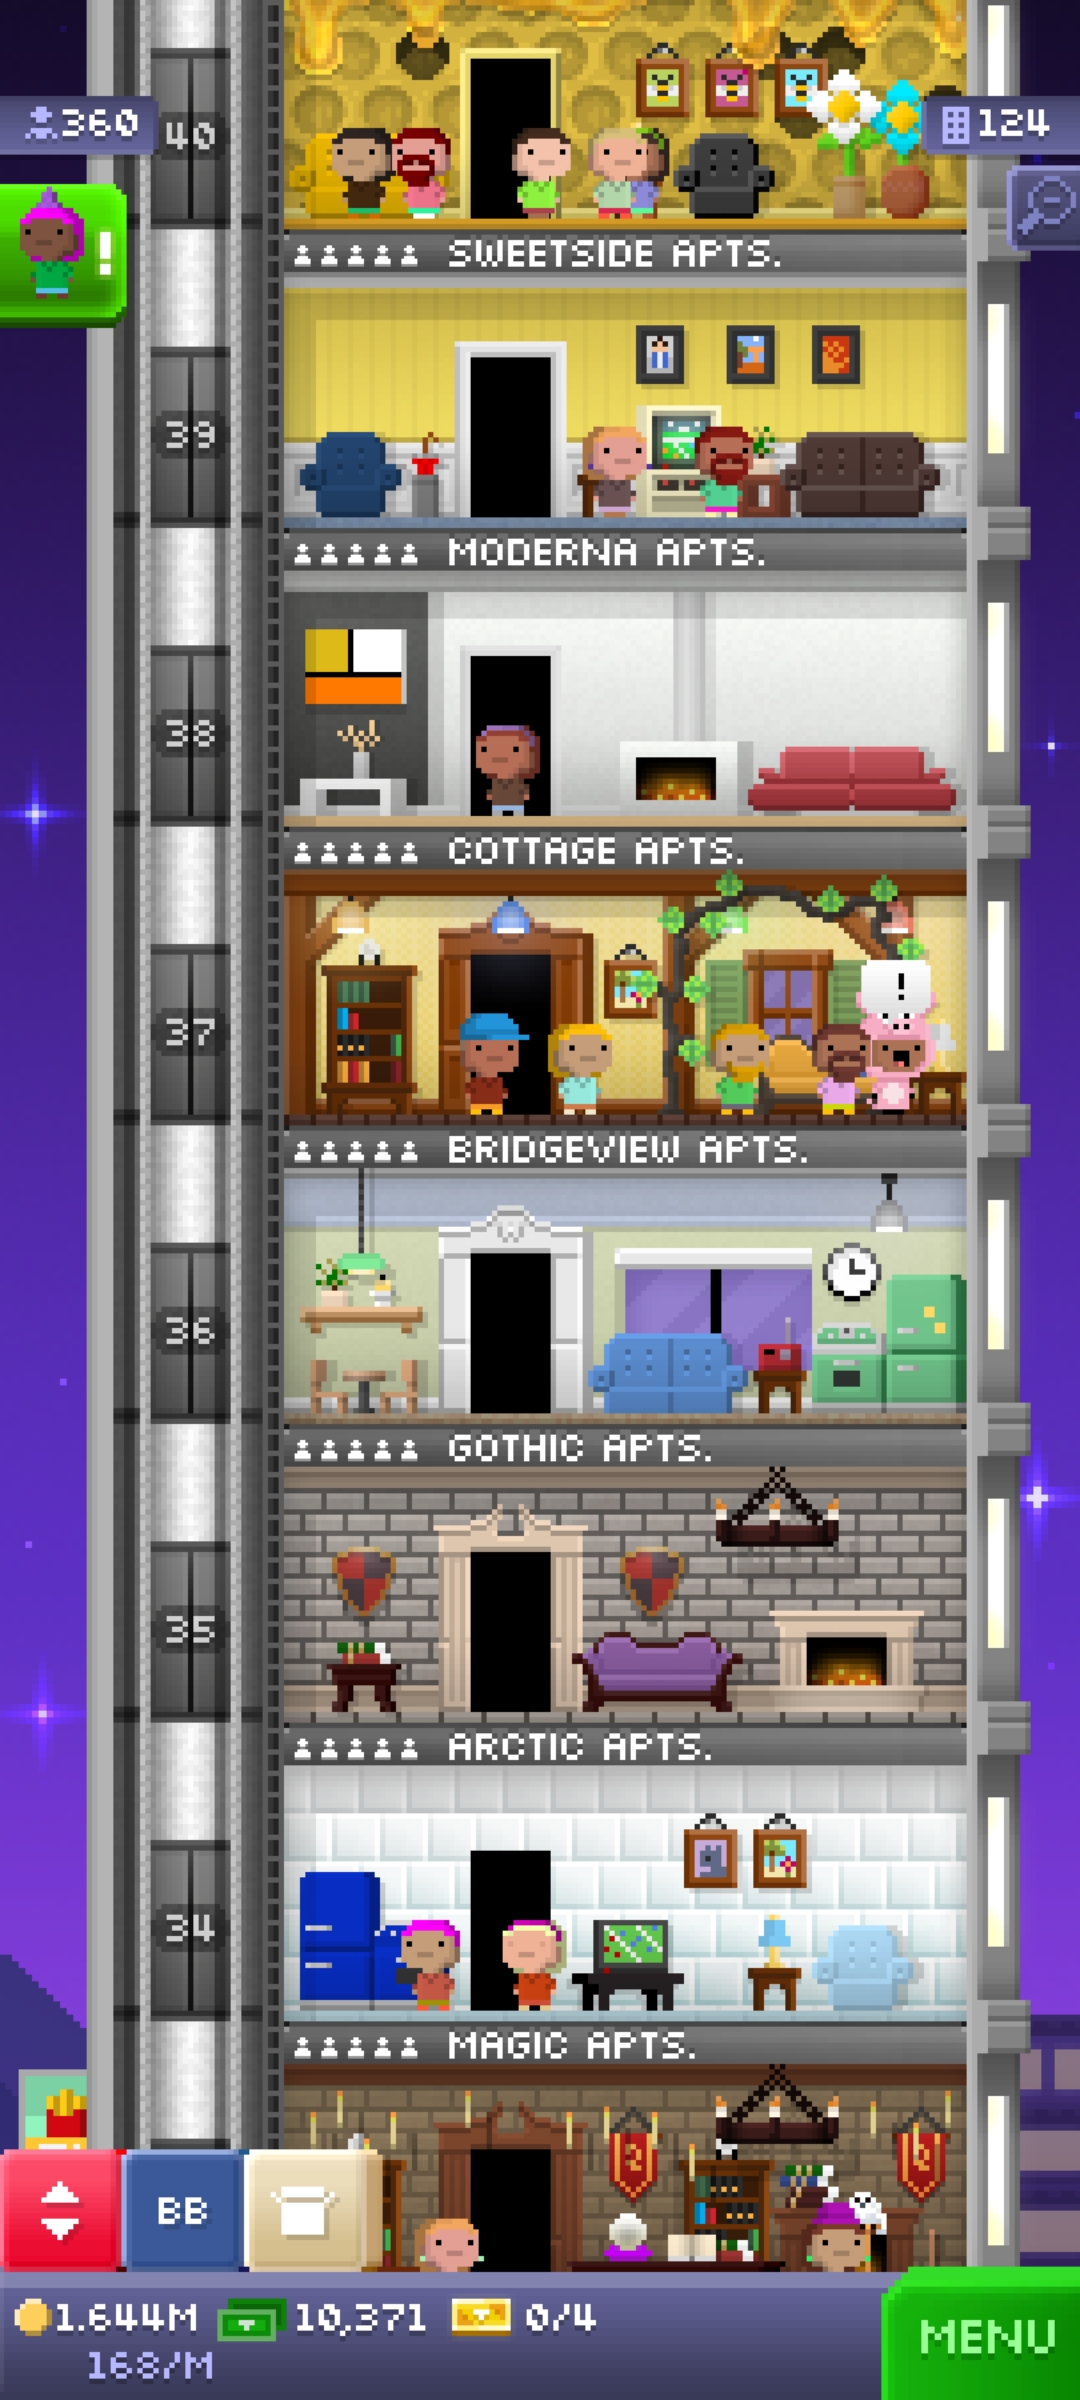 360
40
124
!
SWEETSIDE APTS.
39
MODERNA APTS.
38
COTTAGE APTS.
!
37
BRIDGEVIEW APTS.
36
GOTHIC APTS.
35
ARCTIC APTS.
34
MAGIC APTS.
BB
1.644M 10,371 0/4
168/M
MENU